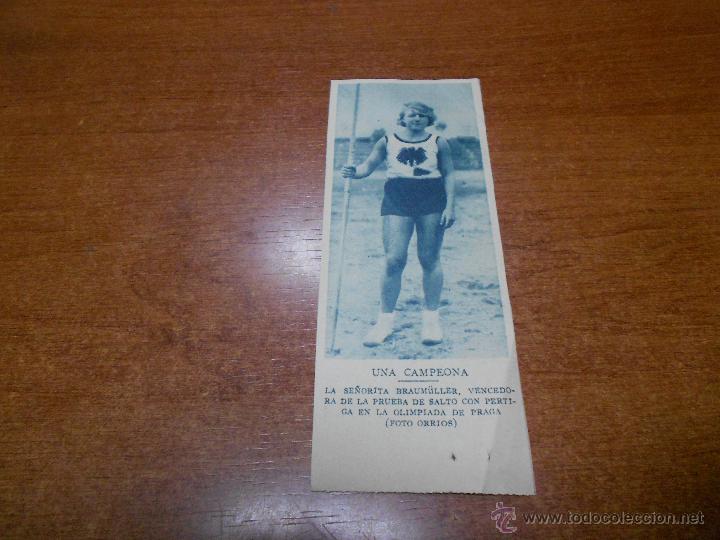 UNA CAMPEONA
LA SEÑORITA BRAUMÜLLER, VENCEDO-
RA DE LA PRUEBA DE SALTO CON PERTI-
GA EN LA OLIMPIADA DE PRAGA
(FOTO ORRIOS)
© www.todocoleccion.net